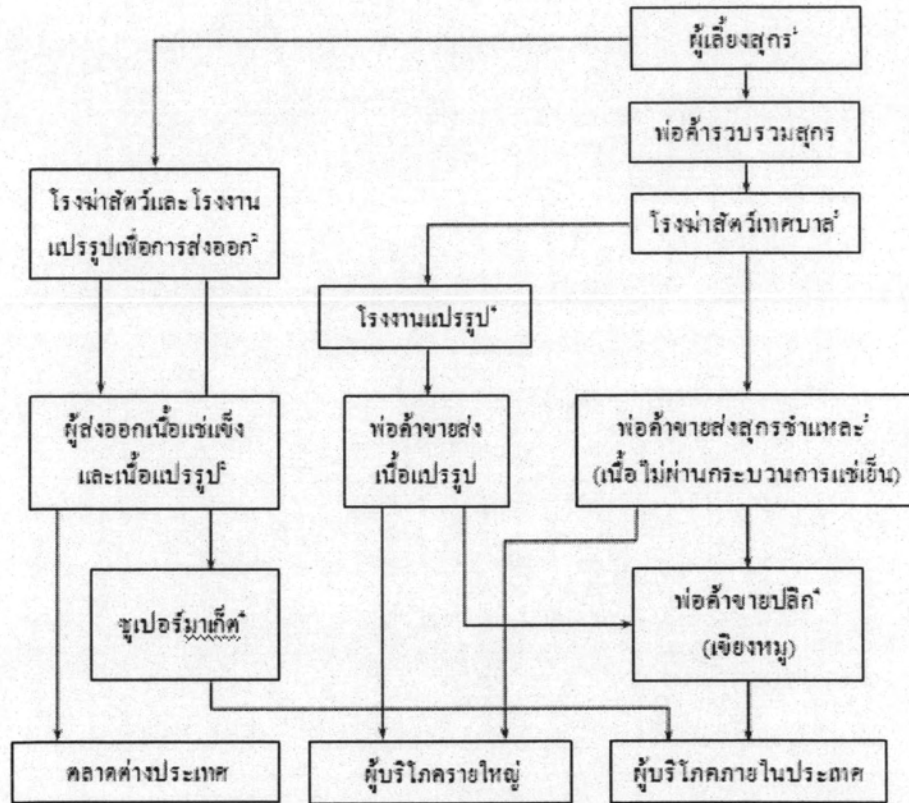 ผู้เลี้ยงสุกร¹
พ่อค้ารวบรวมสุกร
โรงฆ่าสัตว์และโรงงาน
แปรรูปเพื่อการส่งออก²
โรงฆ่าสัตว์เทศบาล¹
โรงงานแปรรูป⁴
ผู้ส่งออกเนื้อแช่แข็ง
และเนื้อแปรรูป²
พ่อค้าขายส่ง
เนื้อแปรรูป
พ่อค้าขายส่งสุกรชำแหละ¹
(เนื้อไม่ผ่านกระบวนการแช่เย็น)
ซูเปอร์มาเก็ต⁴
พ่อค้าขายปลีก⁴
(เขียงหมู)
ตลาดต่างประเทศ
ผู้บริโภครายใหญ่
ผู้บริโภคภายในประเทศ